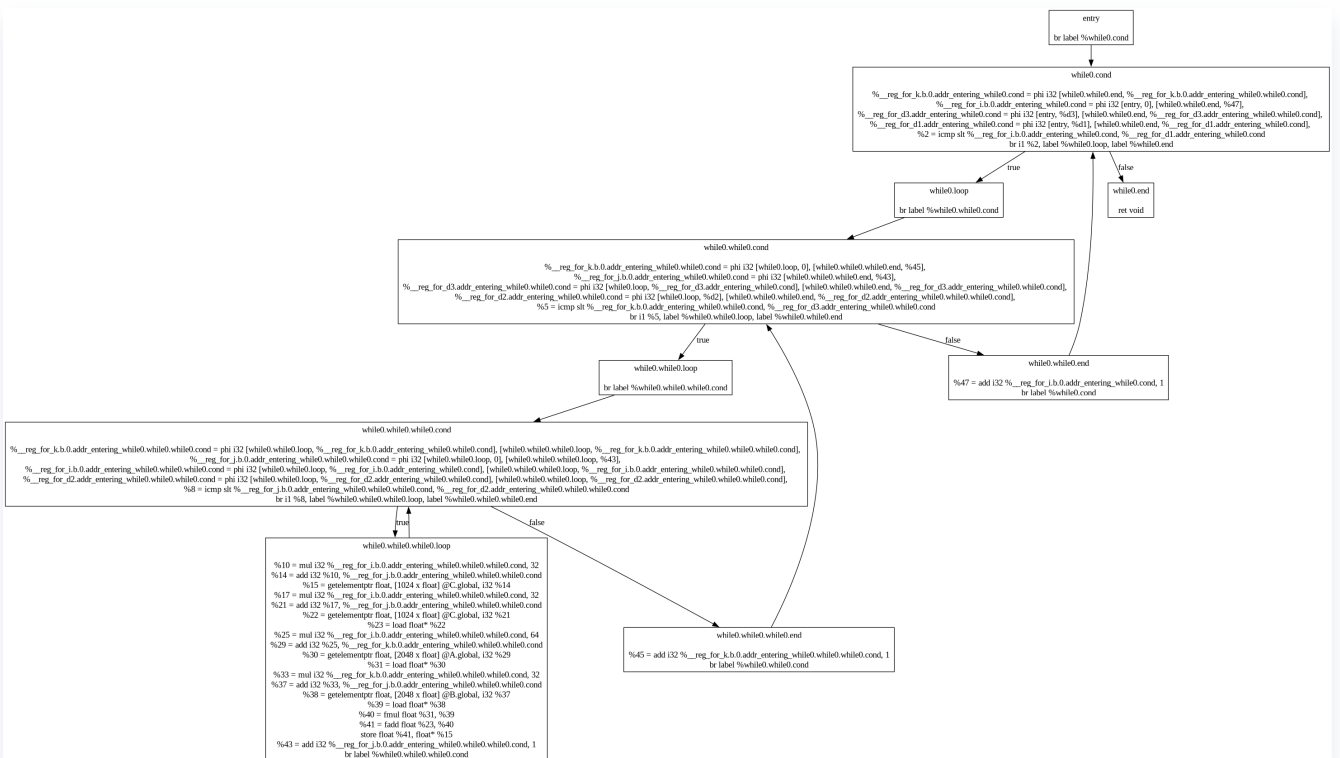 entry
br label %while0.cond
while0.cond
%__reg_for_k.b.0.addr_entering_while0.cond = phi i32 [while0.while0.end, %__reg_for_k.b.0.addr_entering_while0.while0.cond],
%__reg_for_i.b.0.addr_entering_while0.cond = phi i32 [entry, 0], [while0.while0.end, %47],
%__reg_for_d3.addr_entering_while0.cond = phi i32 [entry, %d3], [while0.while0.end, %__reg_for_d3.addr_entering_while0.while0.cond],
%__reg_for_d1.addr_entering_while0.cond = phi i32 [entry, %d1], [while0.while0.end, %__reg_for_d1.addr_entering_while0.cond],
%2 = icmp slt %__reg_for_i.b.0.addr_entering_while0.cond, %__reg_for_d1.addr_entering_while0.cond
br i1 %2, label %while0.loop, label %while0.end
true
false
while0.loop
br label %while0.while0.cond
while0.end
ret void
while0.while0.cond
%__reg_for_k.b.0.addr_entering_while0.while0.cond = phi i32 [while0.loop, 0], [while0.while0.while0.end, %45],
%__reg_for_j.b.0.addr_entering_while0.while0.cond = phi i32 [while0.while0.while0.end, %43],
%__reg_for_d3.addr_entering_while0.while0.cond = phi i32 [while0.loop, %__reg_for_d3.addr_entering_while0.cond], [while0.while0.while0.end, %__reg_for_d3.addr_entering_while0.while0.cond],
%__reg_for_d2.addr_entering_while0.while0.cond = phi i32 [while0.loop, %d2], [while0.while0.while0.end, %__reg_for_d2.addr_entering_while0.while0.while0.cond],
%5 = icmp slt %__reg_for_k.b.0.addr_entering_while0.while0.cond, %__reg_for_d3.addr_entering_while0.while0.cond
br i1 %5, label %while0.while0.loop, label %while0.while0.end
true
false
while0.while0.loop
br label %while0.while0.while0.cond
while0.while0.end
%47 = add i32 %__reg_for_i.b.0.addr_entering_while0.cond, 1
br label %while0.cond
while0.while0.while0.cond
%__reg_for_k.b.0.addr_entering_while0.while0.while0.cond = phi i32 [while0.while0.loop, %__reg_for_k.b.0.addr_entering_while0.while0.cond], [while0.while0.while0.loop, %__reg_for_k.b.0.addr_entering_while0.while0.while0.cond],
%__reg_for_j.b.0.addr_entering_while0.while0.while0.cond = phi i32 [while0.while0.loop, 0], [while0.while0.while0.loop, %43],
%__reg_for_i.b.0.addr_entering_while0.while0.while0.cond = phi i32 [while0.while0.loop, %__reg_for_i.b.0.addr_entering_while0.cond], [while0.while0.while0.loop, %__reg_for_i.b.0.addr_entering_while0.while0.while0.cond],
%__reg_for_d2.addr_entering_while0.while0.while0.cond = phi i32 [while0.while0.loop, %__reg_for_d2.addr_entering_while0.while0.cond], [while0.while0.while0.loop, %__reg_for_d2.addr_entering_while0.while0.while0.cond],
%8 = icmp slt %__reg_for_j.b.0.addr_entering_while0.while0.while0.cond, %__reg_for_d2.addr_entering_while0.while0.while0.cond
br i1 %8, label %while0.while0.while0.loop, label %while0.while0.while0.end
true
false
while0.while0.while0.loop
%10 = mul i32 %__reg_for_i.b.0.addr_entering_while0.while0.while0.cond, 32
%14 = add i32 %10, %__reg_for_j.b.0.addr_entering_while0.while0.while0.cond
%15 = getelementptr float, [1024 x float] @C.global, i32 %14
%17 = mul i32 %__reg_for_i.b.0.addr_entering_while0.while0.while0.cond, 32
%21 = add i32 %17, %__reg_for_j.b.0.addr_entering_while0.while0.while0.cond
%22 = getelementptr float, [1024 x float] @C.global, i32 %21
%23 = load float* %22
%25 = mul i32 %__reg_for_i.b.0.addr_entering_while0.while0.while0.cond, 64
%29 = add i32 %25, %__reg_for_k.b.0.addr_entering_while0.while0.while0.cond
%30 = getelementptr float, [2048 x float] @A.global, i32 %29
%31 = load float* %30
%33 = mul i32 %__reg_for_k.b.0.addr_entering_while0.while0.while0.cond, 32
%37 = add i32 %33, %__reg_for_j.b.0.addr_entering_while0.while0.while0.cond
%38 = getelementptr float, [2048 x float] @B.global, i32 %37
%39 = load float* %38
%40 = fmul float %31, %39
%41 = fadd float %23, %40
store float %41, float* %15
%43 = add i32 %__reg_for_j.b.0.addr_entering_while0.while0.while0.cond, 1
br label %while0.while0.while0.cond
while0.while0.while0.end
%45 = add i32 %__reg_for_k.b.0.addr_entering_while0.while0.while0.cond, 1
br label %while0.while0.cond